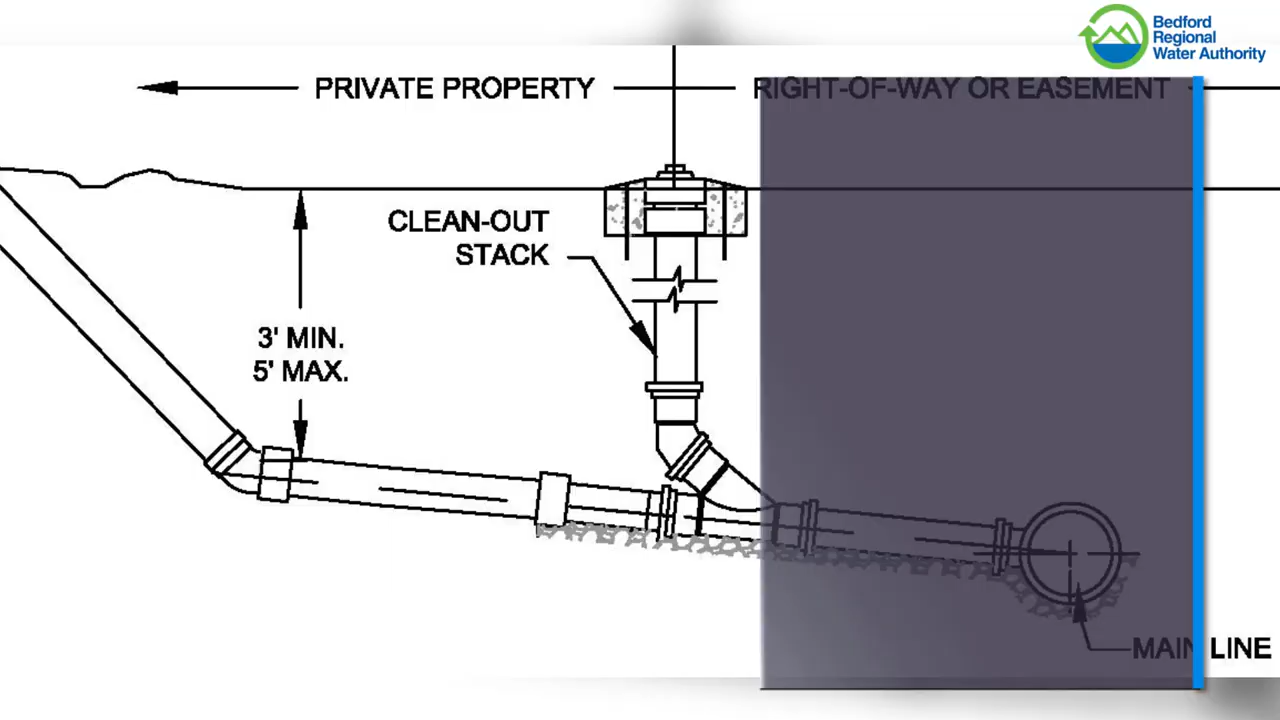 Bedford
Regional
Water Authority
PRIVATE PROPERTY
RIGHT-OF-WAY OR EASEMENT
CLEAN-OUT
STACK
3' MIN.
5' MAX.
MAIN LINE